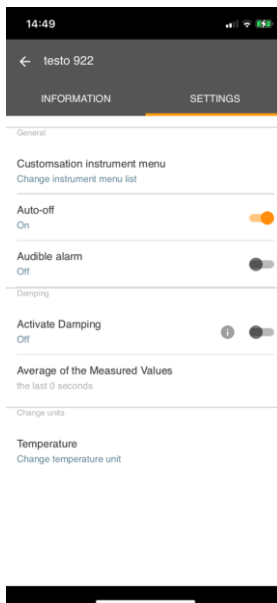 14:49
testo 922
INFORMATION SETTINGS
General
Customsation instrument menu
Change instrument menu list
Auto-off
On
Audible alarm
Off
Damping
Activate Damping
Off
Average of the Measured Values
the last 0 seconds
Change units
Temperature
Change temperature unit